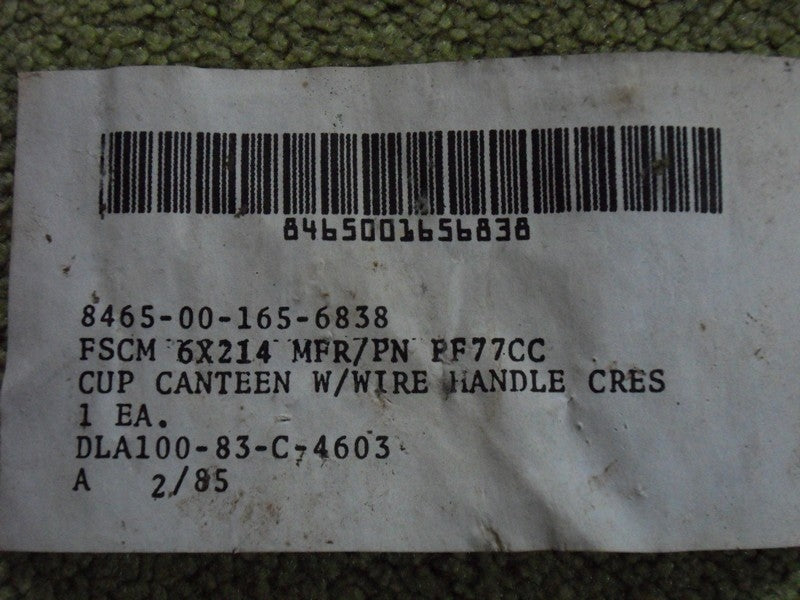 8465001656838
8465-00-165-6838
FSCM 6X214 MFR/PN PF77CC
CUP CANTEEN W/WIRE HANDLE CRES
1 EA.
DLA100-83-C-4603
A 2/85